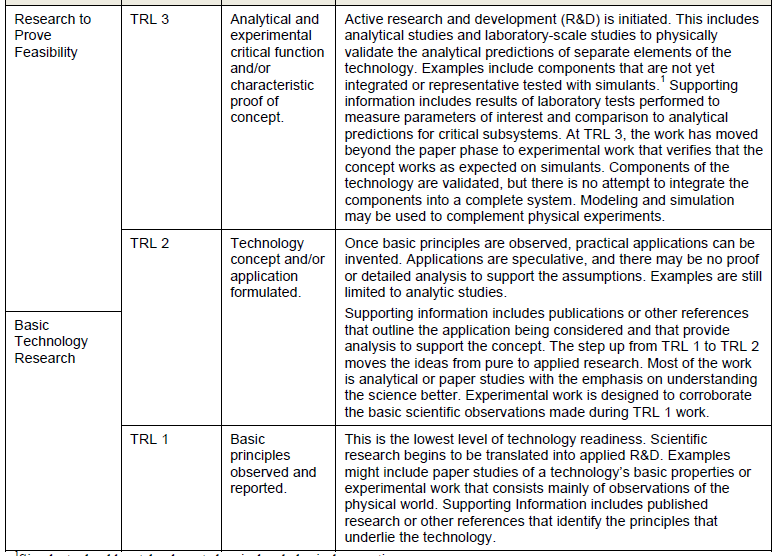 Research to
Prove
Feasibility
TRL 3
Analytical and
experimental
critical function
and/or
characteristic
proof of
concept.
Active research and development (R&D) is initiated. This includes
analytical studies and laboratory-scale studies to physically
validate the analytical predictions of separate elements of the
technology. Examples include components that are not yet
integrated or representative tested with simulants.1 Supporting
information includes results of laboratory tests performed to
measure parameters of interest and comparison to analytical
predictions for critical subsystems. At TRL 3, the work has moved
beyond the paper phase to experimental work that verifies that the
concept works as expected on simulants. Components of the
technology are validated, but there is no attempt to integrate the
components into a complete system. Modeling and simulation
may be used to complement physical experiments.
TRL 2
Technology
concept and/or
application
formulated.
Once basic principles are observed, practical applications can be
invented. Applications are speculative, and there may be no proof
or detailed analysis to support the assumptions. Examples are still
limited to analytic studies.
Supporting information includes publications or other references
that outline the application being considered and that provide
analysis to support the concept. The step up from TRL 1 to TRL 2
moves the ideas from pure to applied research. Most of the work
is analytical or paper studies with the emphasis on understanding
the science better. Experimental work is designed to corroborate
the basic scientific observations made during TRL 1 work.
Basic
Technology
Research
TRL 1
Basic
principles
observed and
reported.
This is the lowest level of technology readiness. Scientific
research begins to be translated into applied R&D. Examples
might include paper studies of a technology's basic properties or
experimental work that consists mainly of observations of the
physical world. Supporting Information includes published
research or other references that identify the principles that
underlie the technology.